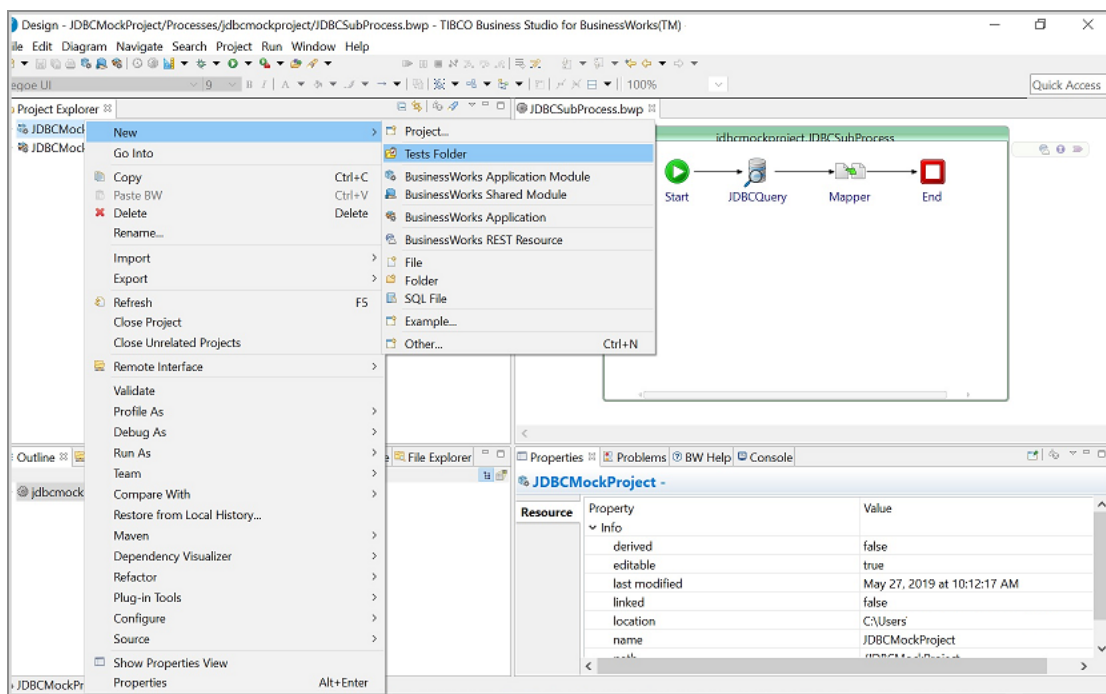 Design - JDBCMockProject/Processes/jdbcmockproject/JDBCSubProcess.bwp - TIBCO Business Studio for BusinessWorks(TM)
ile Edit Diagram Navigate Search Project Run Window Help
egoe UI 9 B I A 100% Quick Access
Project Explorer
JDBCMock
JDBCMock
New
Go Into
Copy Ctrl+C
Paste BW Ctrl+V
Delete Delete
Rename...
Import
Export
Refresh F5
Close Project
Close Unrelated Projects
Remote Interface
Validate
Profile As
Debug As
Run As
Team
Compare With
Restore from Local History...
Maven
Dependency Visualizer
Refactor
Plug-in Tools
Configure
Source
Show Properties View
Properties Alt+Enter
Project...
Tests Folder
BusinessWorks Application Module
BusinessWorks Shared Module
BusinessWorks Application
BusinessWorks REST Resource
File
Folder
SQL File
Example...
Other... Ctrl+N
JDBCSubProcess.bwp
jdbcmockproject.JDBCSubProcess
Start JDBCQuery Mapper End
Outline
File Explorer
jdbcmock
Properties Problems BW Help Console
JDBCMockProject -
Resource
Property Value
Info
derived false
editable true
last modified May 27, 2019 at 10:12:17 AM
linked false
location C:\Users
name JDBCMockProject
JDBCMockPr